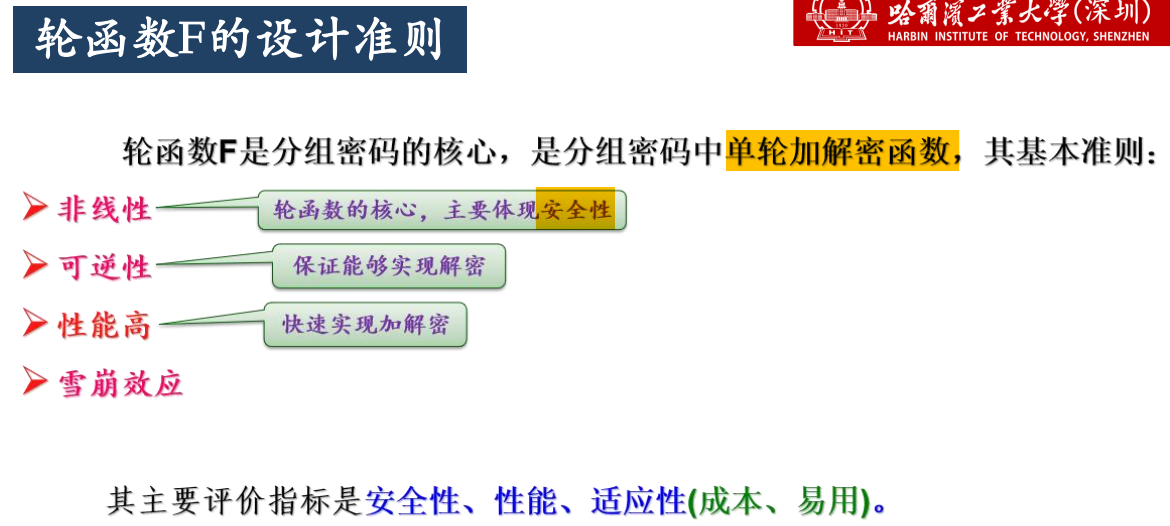 轮函数F的设计准则
哈爾濱工業大學(深圳)
HARBIN INSTITUTE OF TECHNOLOGY, SHENZHEN
HIT
轮函数F是分组密码的核心，是分组密码中单轮加解密函数，其基本准则：
➢ 非线性 轮函数的核心，主要体现安全性
➢ 可逆性 保证能够实现解密
➢ 性能高 快速实现加解密
➢ 雪崩效应
其主要评价指标是安全性、性能、适应性(成本、易用)。